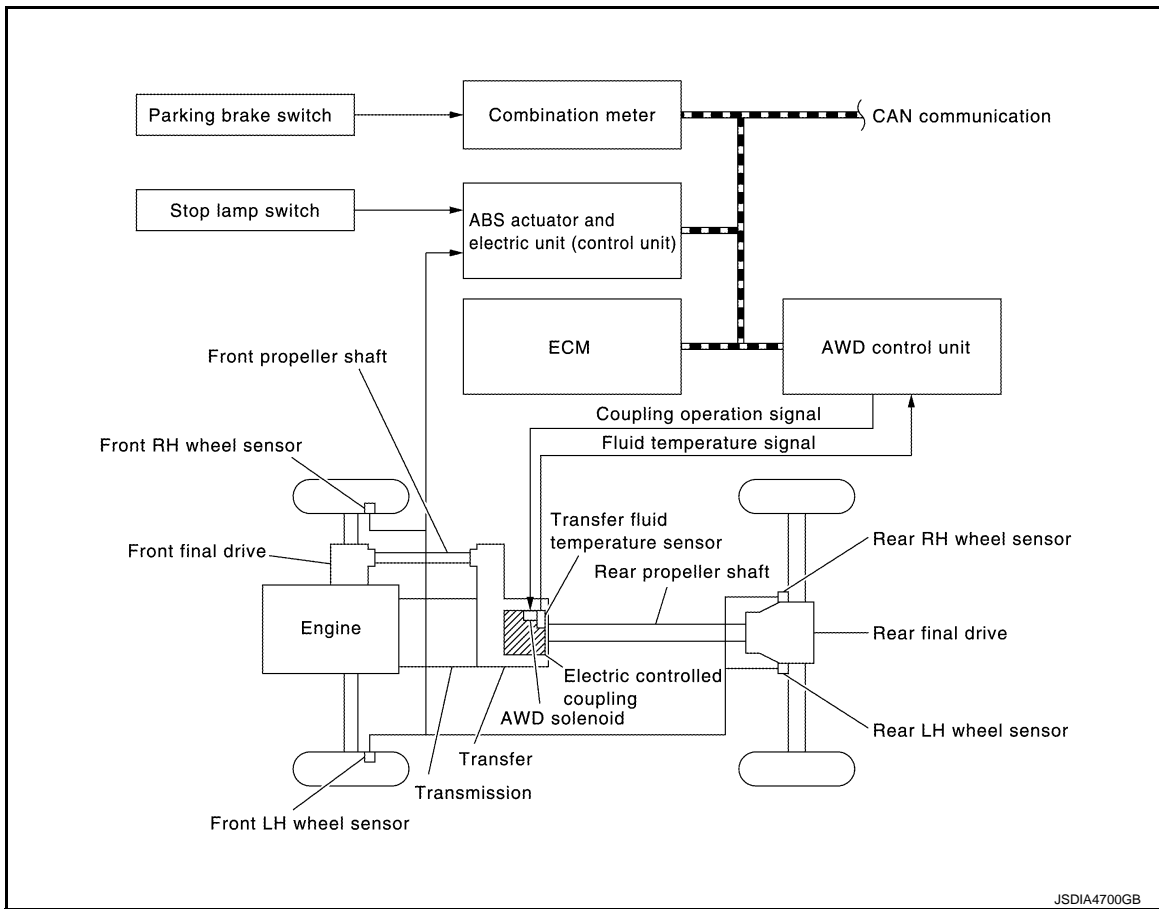 Parking brake switch
Combination meter
CAN communication
Stop lamp switch
ABS actuator and
electric unit (control unit)
ECM
AWD control unit
Front propeller shaft
Coupling operation signal
Fluid temperature signal
Front RH wheel sensor
Transfer fluid
temperature sensor
Rear RH wheel sensor
Front final drive
Rear propeller shaft
Engine
Rear final drive
Electric controlled
coupling
AWD solenoid
Rear LH wheel sensor
Transfer
Transmission
Front LH wheel sensor
JSDIA4700GB